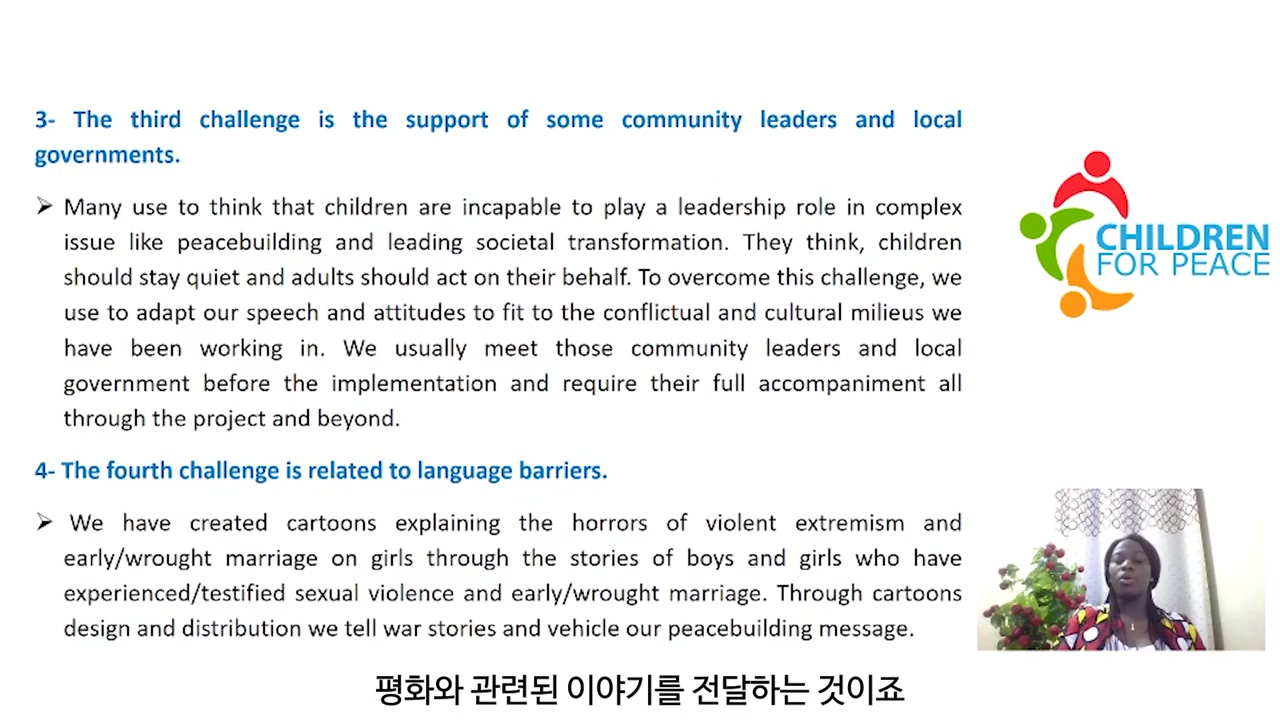 3- The third challenge is the support of some community leaders and local
governments.
➢ Many use to think that children are incapable to play a leadership role in complex
issue like peacebuilding and leading societal transformation. They think, children
should stay quiet and adults should act on their behalf. To overcome this challenge, we
use to adapt our speech and attitudes to fit to the conflictual and cultural milieus we
have been working in. We usually meet those community leaders and local
government before the implementation and require their full accompaniment all
through the project and beyond.
4- The fourth challenge is related to language barriers.
➢ We have created cartoons explaining the horrors of violent extremism and
early/wrought marriage on girls through the stories of boys and girls who have
experienced/testified sexual violence and early/wrought marriage. Through cartoons
design and distribution we tell war stories and vehicle our peacebuilding message.
CHILDREN
FOR PEACE
평화와 관련된 이야기를 전달하는 것이죠